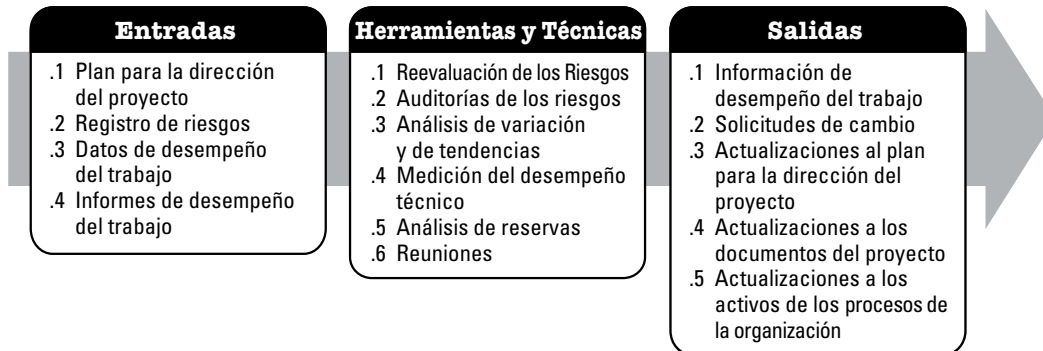 Entradas
.1 Plan para la dirección
del proyecto
.2 Registro de riesgos
.3 Datos de desempeño
del trabajo
.4 Informes de desempeño
del trabajo
Herramientas y Técnicas
.1 Reevaluación de los Riesgos
.2 Auditorías de los riesgos
.3 Análisis de variación
y de tendencias
.4 Medición del desempeño
técnico
.5 Análisis de reservas
.6 Reuniones
Salidas
.1 Información de
desempeño del trabajo
.2 Solicitudes de cambio
.3 Actualizaciones al plan
para la dirección del
proyecto
.4 Actualizaciones a los
documentos del proyecto
.5 Actualizaciones a los
activos de los procesos de
la organización